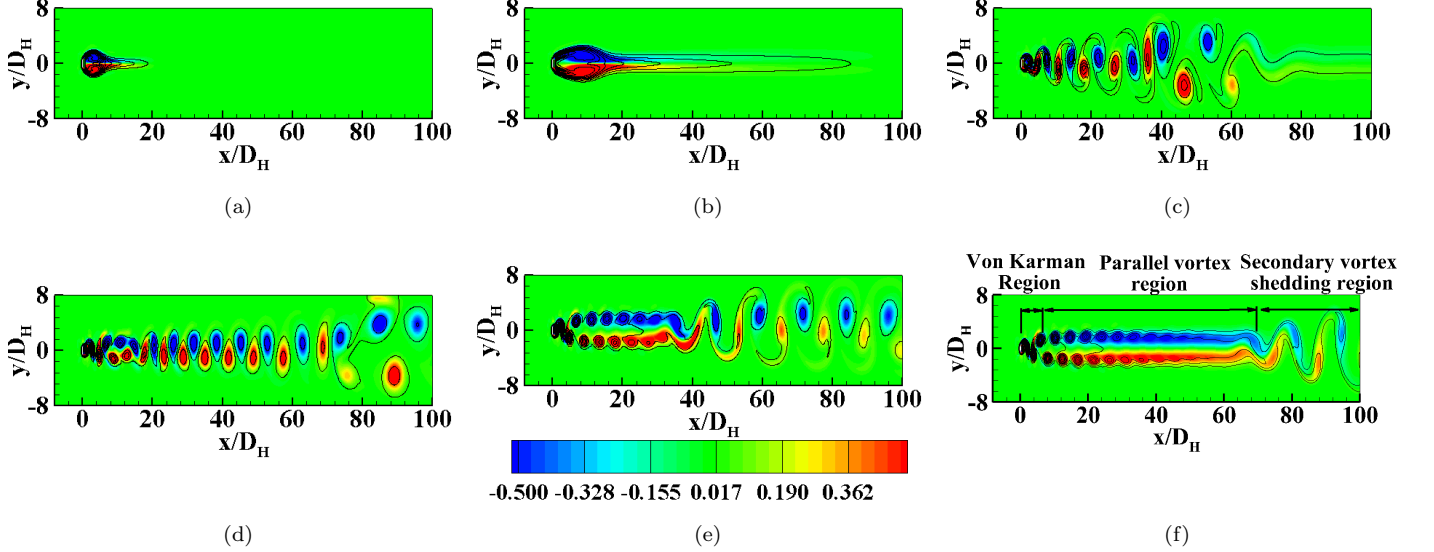 8
0
-8
y/D_H
0 20 40 60 80 100
x/D_H
(a)
8
0
-8
y/D_H
0 20 40 60 80 100
x/D_H
(b)
8
0
-8
y/D_H
0 20 40 60 80 100
x/D_H
(c)
8
0
-8
y/D_H
0 20 40 60 80 100
x/D_H
(d)
8
0
-8
y/D_H
0 20 40 60 80 100
x/D_H
-0.500 -0.328 -0.155 0.017 0.190 0.362
(e)
Von Karman
Region
Parallel vortex
region
Secondary vortex
shedding region
8
0
-8
y/D_H
0 20 40 60 80 100
x/D_H
(f)